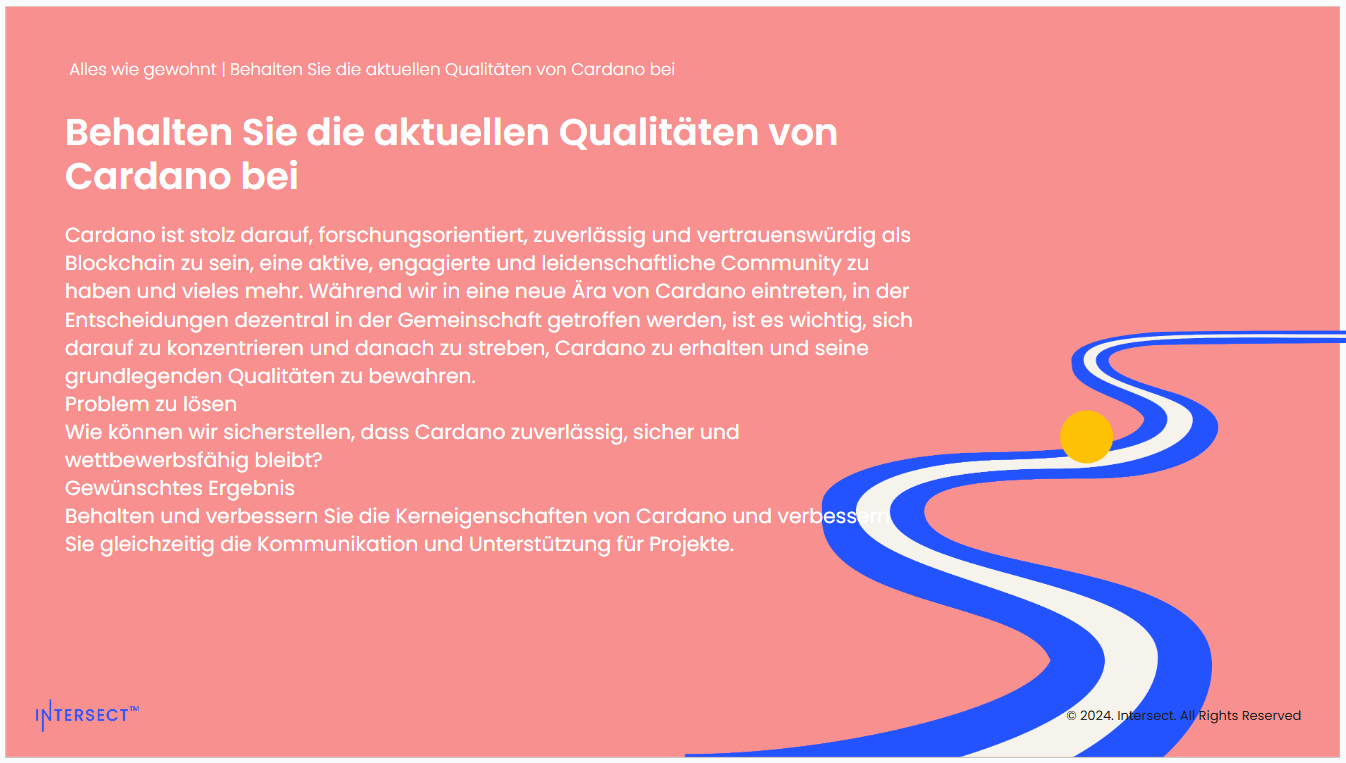 Alles wie gewohnt | Behalten Sie die aktuellen Qualitäten von Cardano bei
Behalten Sie die aktuellen Qualitäten von
Cardano bei
Cardano ist stolz darauf, forschungsorientiert, zuverlässig und vertrauenswürdig als
Blockchain zu sein, eine aktive, engagierte und leidenschaftliche Community zu
haben und vieles mehr. Während wir in eine neue Ära von Cardano eintreten, in der
Entscheidungen dezentral in der Gemeinschaft getroffen werden, ist es wichtig, sich
darauf zu konzentrieren und danach zu streben, Cardano zu erhalten und seine
grundlegenden Qualitäten zu bewahren.
Problem zu lösen
Wie können wir sicherstellen, dass Cardano zuverlässig, sicher und
wettbewerbsfähig bleibt?
Gewünschtes Ergebnis
Behalten und verbessern Sie die Kerneigenschaften von Cardano und verbessern
Sie gleichzeitig die Kommunikation und Unterstützung für Projekte.
INTERSECT™
© 2024. Intersect. All Rights Reserved